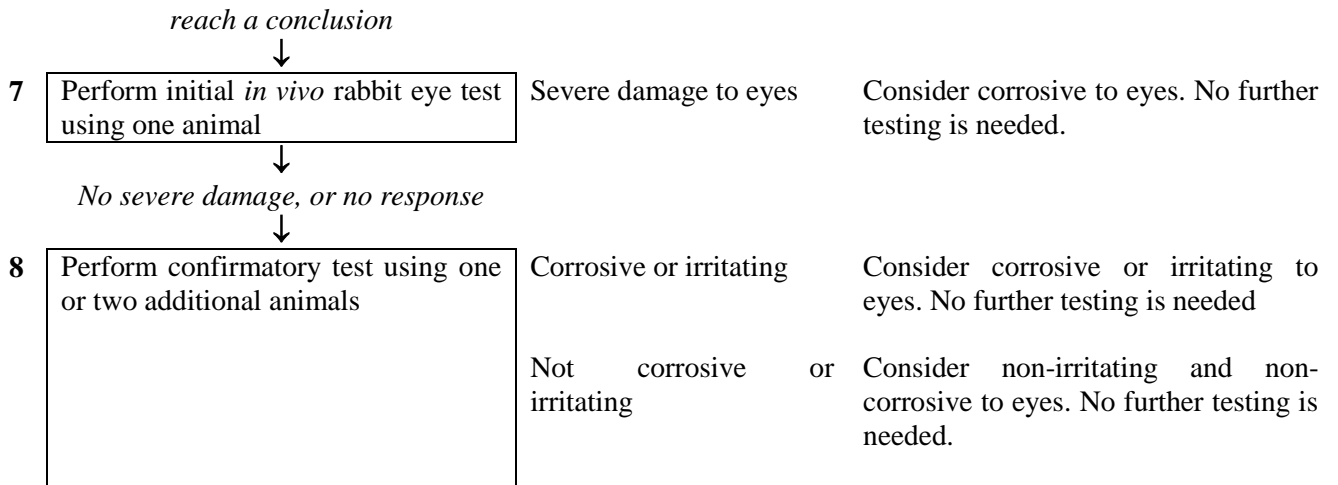 reach a conclusion
↓
7 Perform initial in vivo rabbit eye test Severe damage to eyes Consider corrosive to eyes. No further
using one animal testing is needed.
↓
No severe damage, or no response
↓
8 Perform confirmatory test using one Corrosive or irritating Consider corrosive or irritating to
or two additional animals eyes. No further testing is needed
Not corrosive or Consider non-irritating and non-
irritating corrosive to eyes. No further testing is
needed.